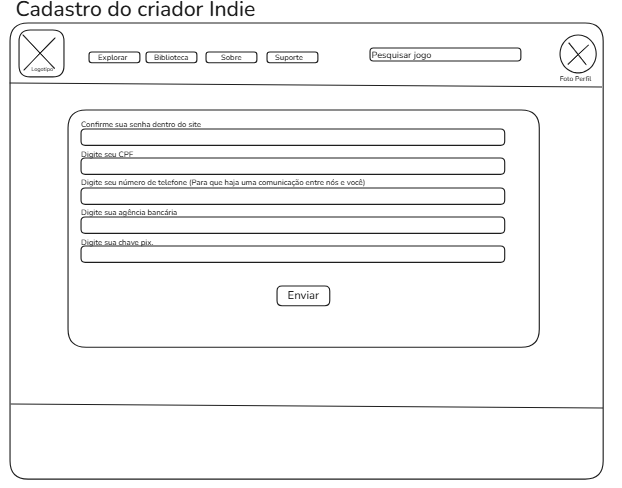 Cadastro do criador Indie
Logotipo
Explorar
Biblioteca
Sobre
Suporte
Pesquisar jogo
Foto Perfil
Confirme sua senha dentro do site
Digite seu CPF
Digite seu número de telefone (Para que haja uma comunicação entre nós e você)
Digite sua agência bancária
Digite sua chave pix.
Enviar